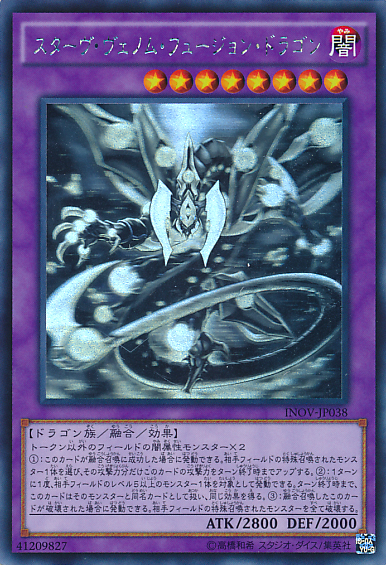 スターヴ・ヴェノム・フュージョン・ドラゴン
闇
INOV-JP038
【ドラゴン族/融合/効果】
トークン以外のフィールドの闇属性モンスター×2
①:このカードが融合召喚に成功した場合に発動できる。相手フィールドの特殊召喚されたモンス
ター1体を選び、その攻撃力分だけこのカードの攻撃力をターン終了時までアップする。②:1ターン
に1度、相手フィールドのレベル5以上のモンスター1体を対象として発動できる。ターン終了時まで、
このカードはそのモンスターと同名カードとして扱い、同じ効果を得る。③:融合召喚したこのカー
ドが破壊された場合に発動できる。相手フィールドの特殊召喚されたモンスターを全て破壊する。
ATK/2800 DEF/2000
41209827
©高橋和希 スタジオ・ダイス/集英社